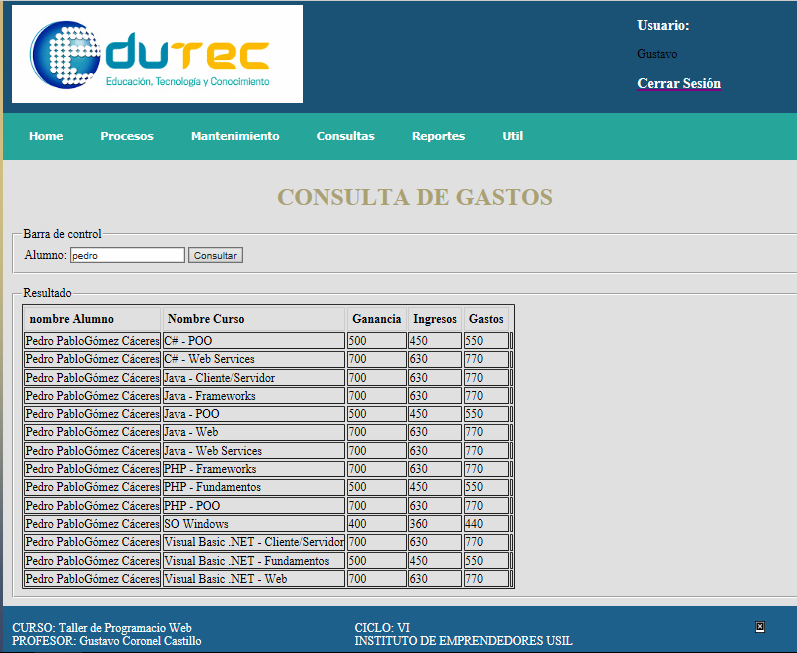 EDUTEC
Educación, Tecnología y Conocimiento
Usuario:
Gustavo
Cerrar Sesión
Home Procesos Mantenimiento Consultas Reportes Util
CONSULTA DE GASTOS
Barra de control
Alumno: pedro Consultar
Resultado
nombre Alumno Nombre Curso Ganancia Ingresos Gastos
Pedro PabloGómez Cáceres C# - POO 500 450 550
Pedro PabloGómez Cáceres C# - Web Services 700 630 770
Pedro PabloGómez Cáceres Java - Cliente/Servidor 700 630 770
Pedro PabloGómez Cáceres Java - Frameworks 700 630 770
Pedro PabloGómez Cáceres Java - POO 500 450 550
Pedro PabloGómez Cáceres Java - Web 700 630 770
Pedro PabloGómez Cáceres Java - Web Services 700 630 770
Pedro PabloGómez Cáceres PHP - Frameworks 700 630 770
Pedro PabloGómez Cáceres PHP - Fundamentos 500 450 550
Pedro PabloGómez Cáceres PHP - POO 700 630 770
Pedro PabloGómez Cáceres SO Windows 400 360 440
Pedro PabloGómez Cáceres Visual Basic .NET - Cliente/Servidor 700 630 770
Pedro PabloGómez Cáceres Visual Basic .NET - Fundamentos 500 450 550
Pedro PabloGómez Cáceres Visual Basic .NET - Web 700 630 770
CURSO: Taller de Programacio Web CICLO: VI
PROFESOR: Gustavo Coronel Castillo INSTITUTO DE EMPRENDEDORES USIL